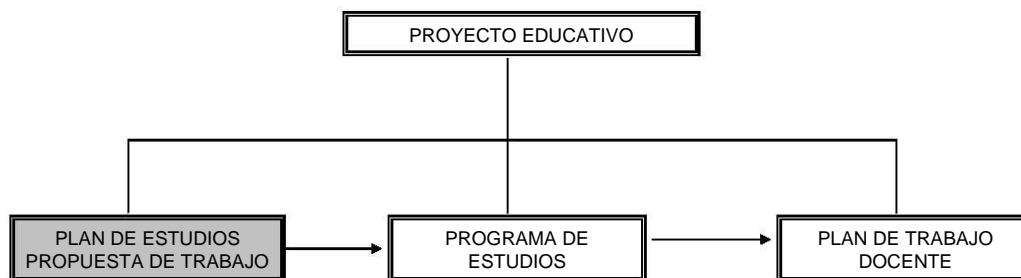 PROYECTO EDUCATIVO
PLAN DE ESTUDIOS
PROPUESTA DE TRABAJO
PROGRAMA DE
ESTUDIOS
PLAN DE TRABAJO
DOCENTE